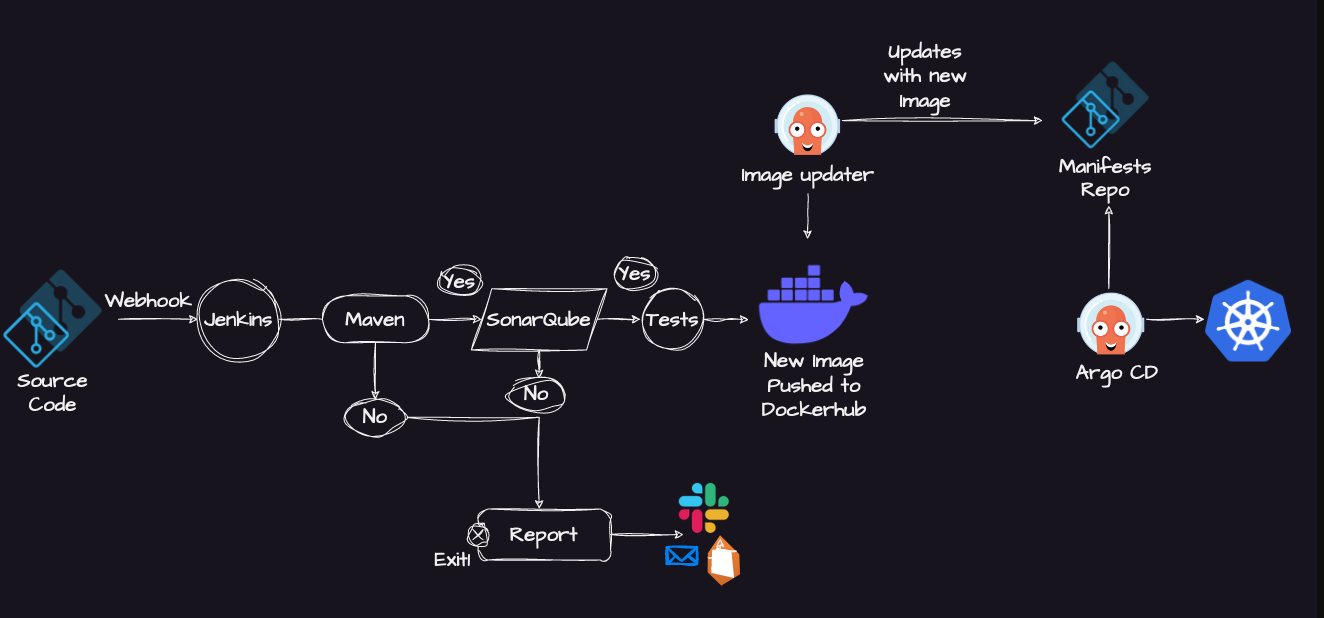 Updates
with new
Image
Image updater
Manifests
Repo
Source
Code
Webhook
Jenkins
Maven
Yes
SonarQube
Yes
Tests
No
No
New Image
Pushed to
Dockerhub
Argo CD
Report
Exit!